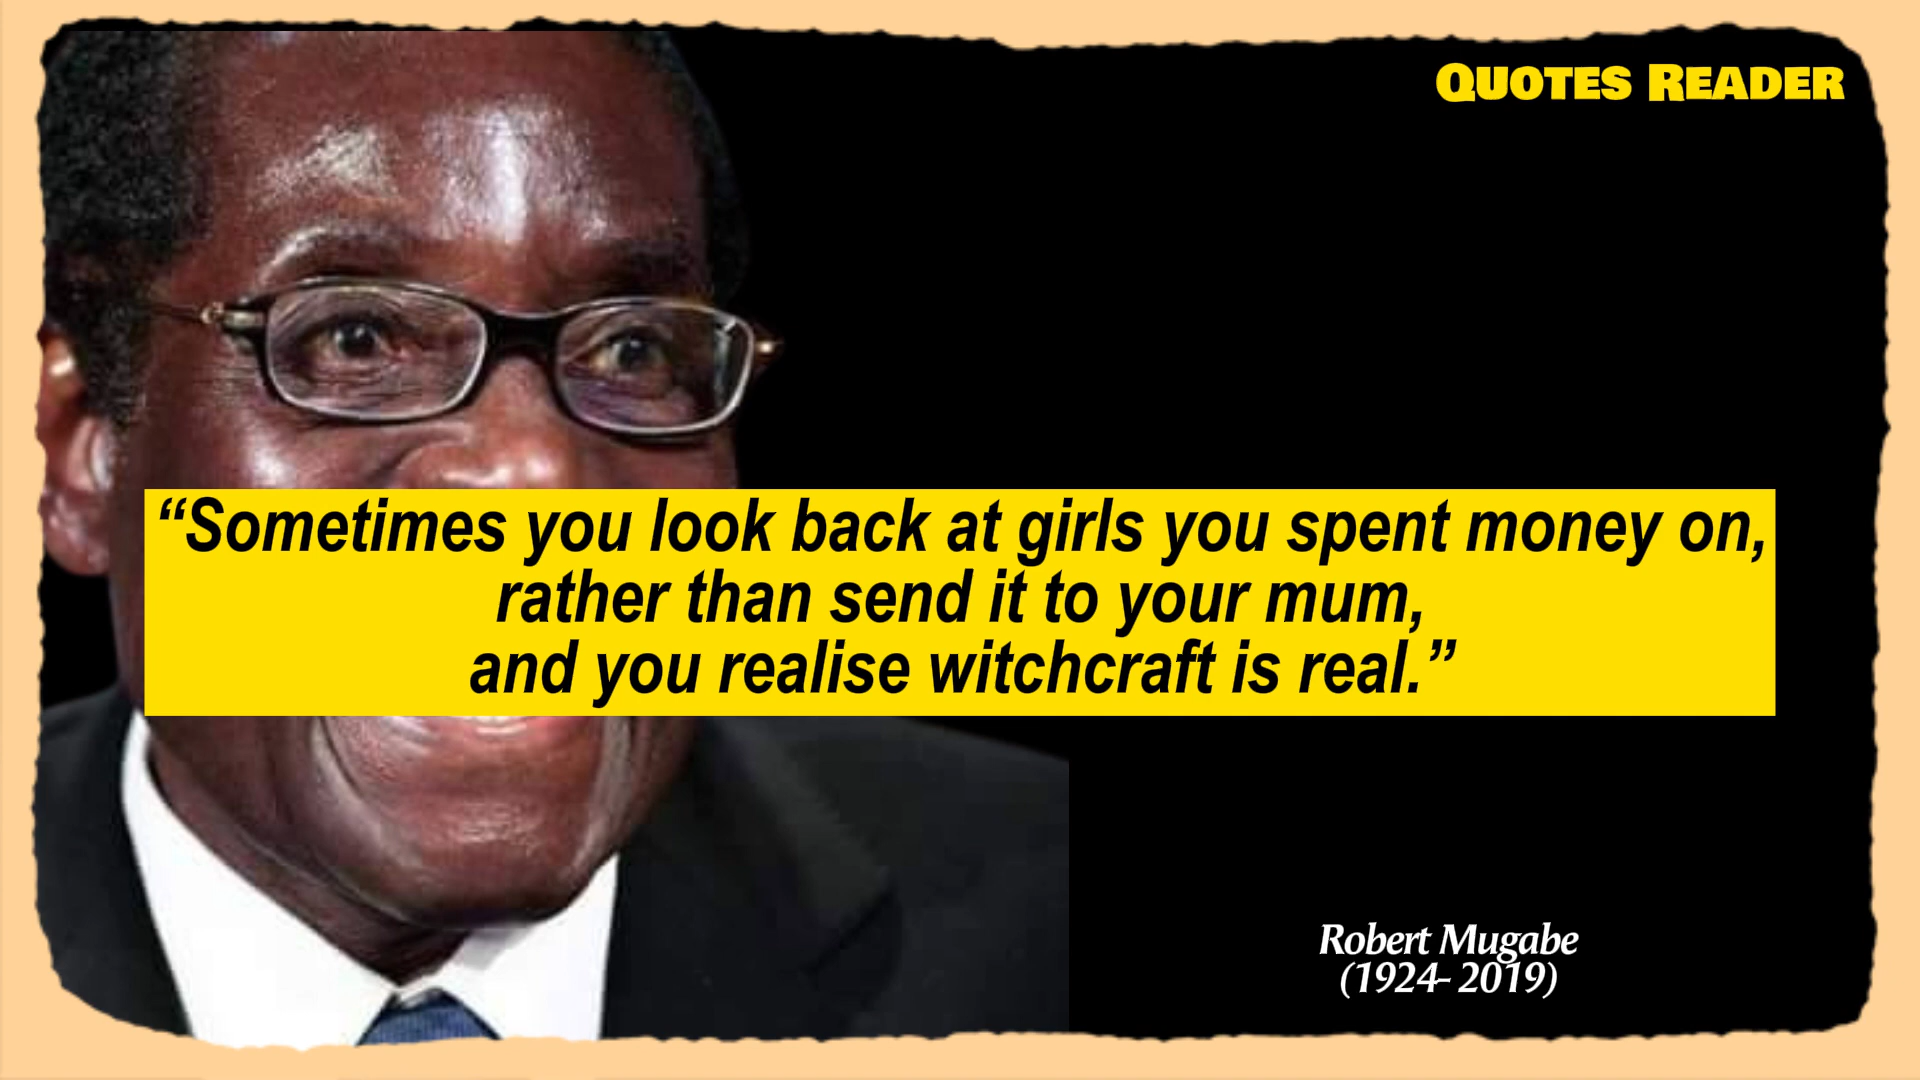 QUOTES READER
“Sometimes you look back at girls you spent money on,
rather than send it to your mum,
and you realise witchcraft is real.”
Robert Mugabe
(1924- 2019)